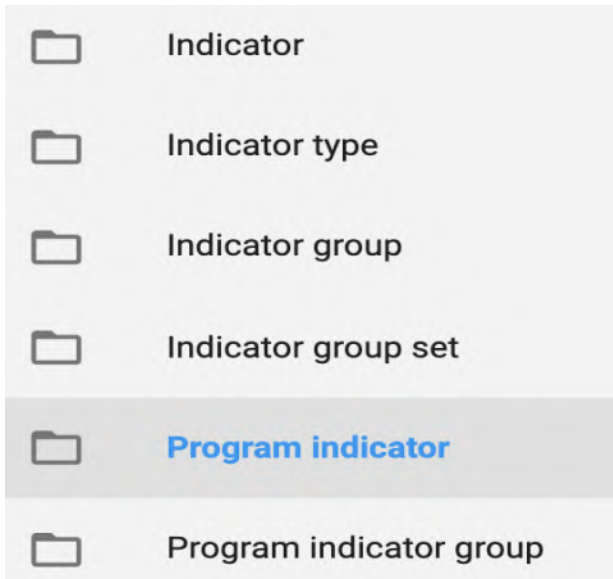 Indicator
Indicator type
Indicator group
Indicator group set
Program indicator
Program indicator group